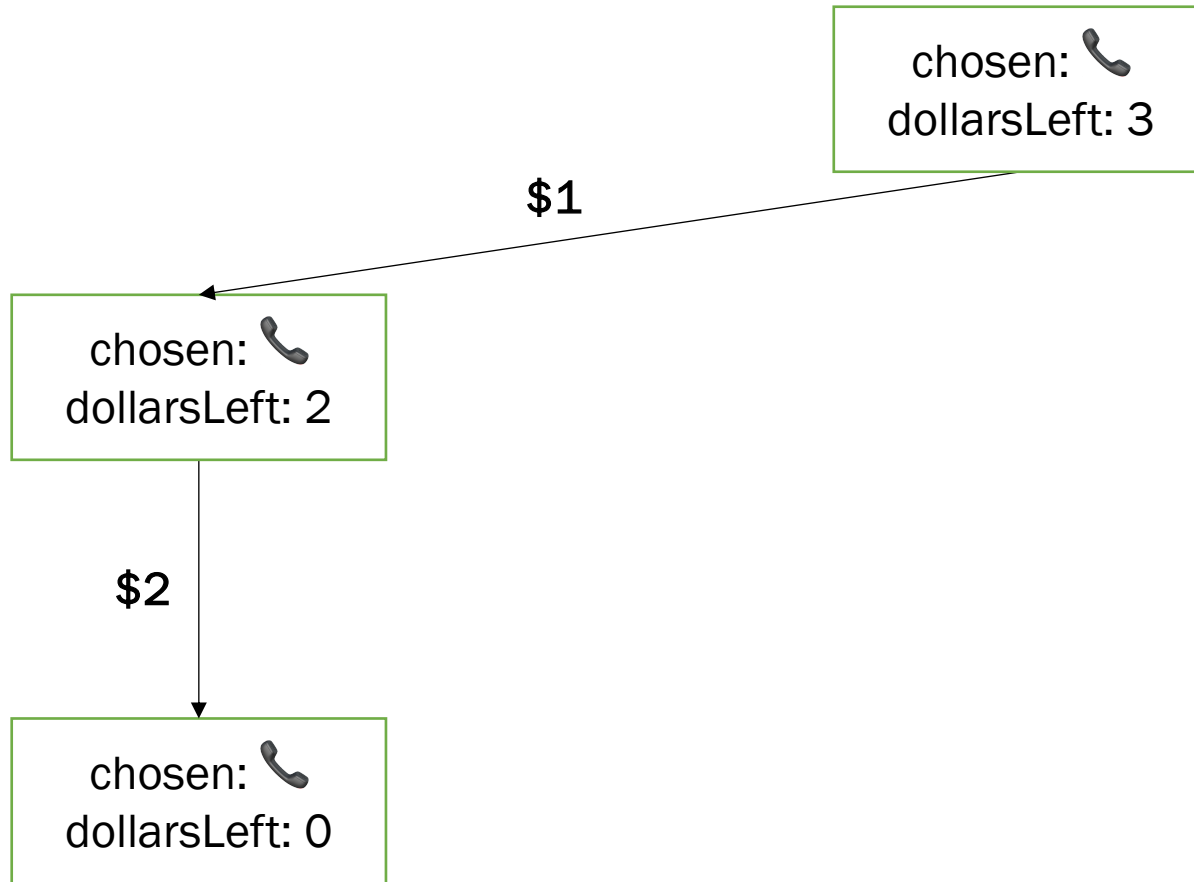 chosen: 📞
dollarsLeft: 3
$1
chosen: 📞
dollarsLeft: 2
$2
chosen: 📞
dollarsLeft: 0